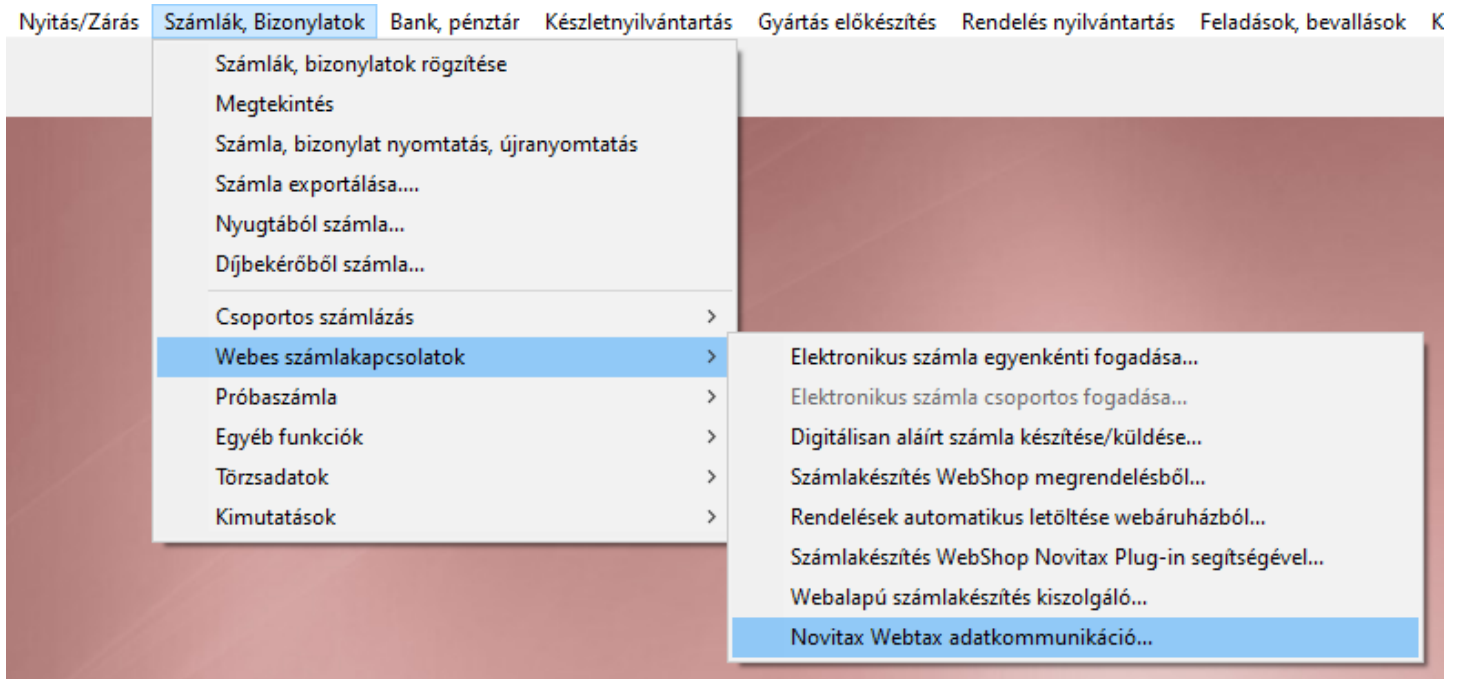 Nyitás/Zárás Számlák, Bizonylatok Bank, pénztár Készletnyilvántartás Gyártás előkészítés Rendelés nyilvántartás Feladások, bevallások K
Számlák, bizonylatok rögzítése
Megtekintés
Számla, bizonylat nyomtatás, újranyomtatás
Számla exportálása....
Nyugtából számla...
Díjbekérőből számla...
Csoportos számlázás
Webes számlakapcsolatok
Próbaszámla
Egyéb funkciók
Törzsadatok
Kimutatások
Elektronikus számla egyenkénti fogadása...
Elektronikus számla csoportos fogadása...
Digitálisan aláírt számla készítése/küldése...
Számlakészítés WebShop megrendelésből...
Rendelések automatikus letöltése webáruházból...
Számlakészítés WebShop Novitax Plug-in segítségével...
Webalapú számlakészítés kiszolgáló...
Novitax Webtax adatkommunikáció...